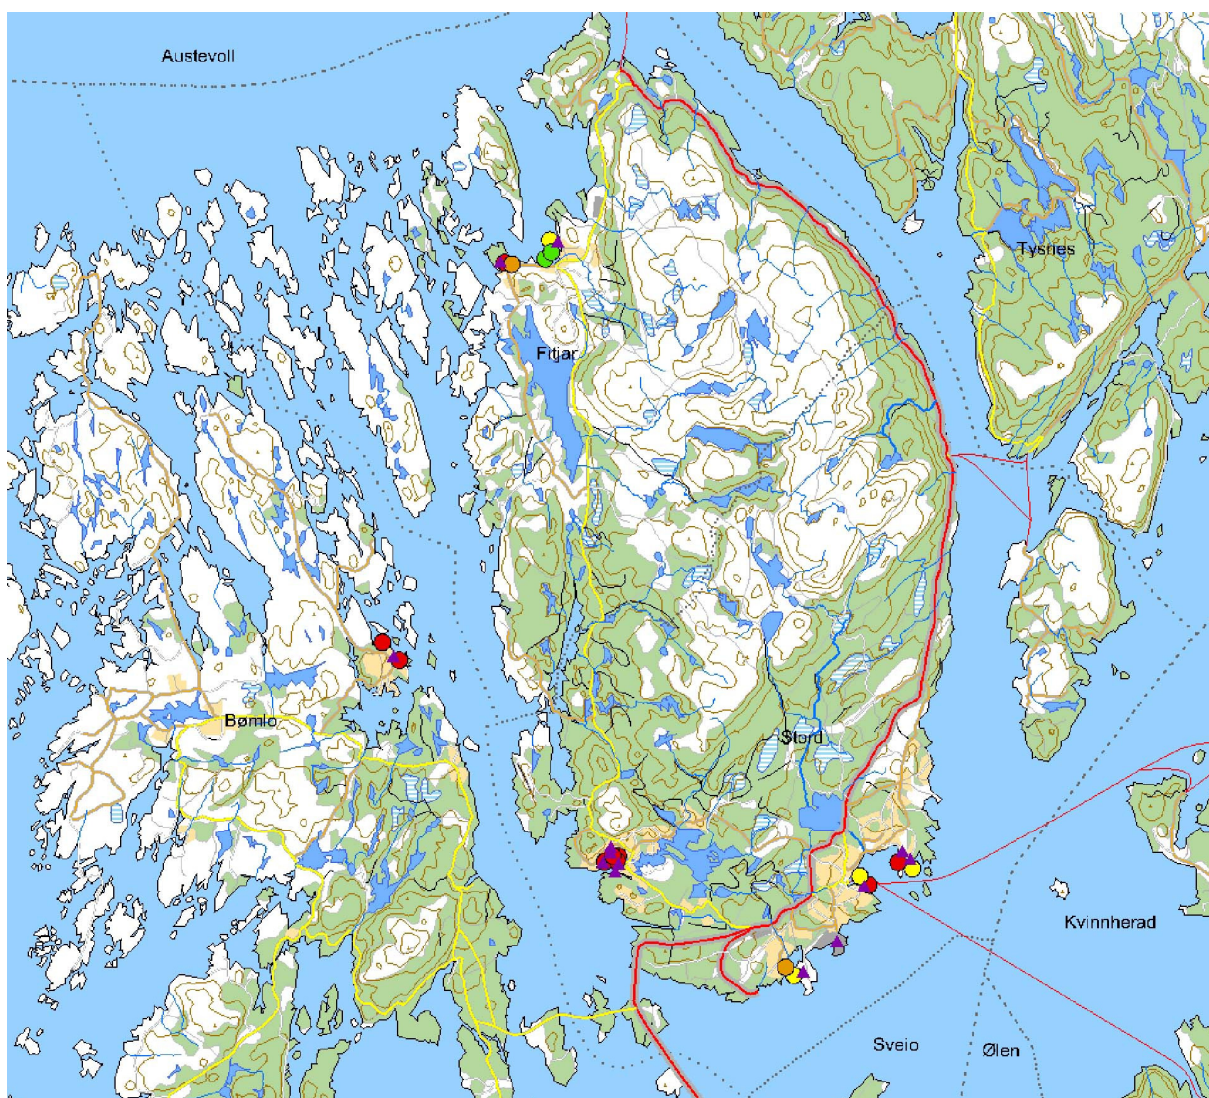 Austevoll
Tysnes
Fitjar
Bømlo
Stord
Kvinnherad
Sveio
Ølen